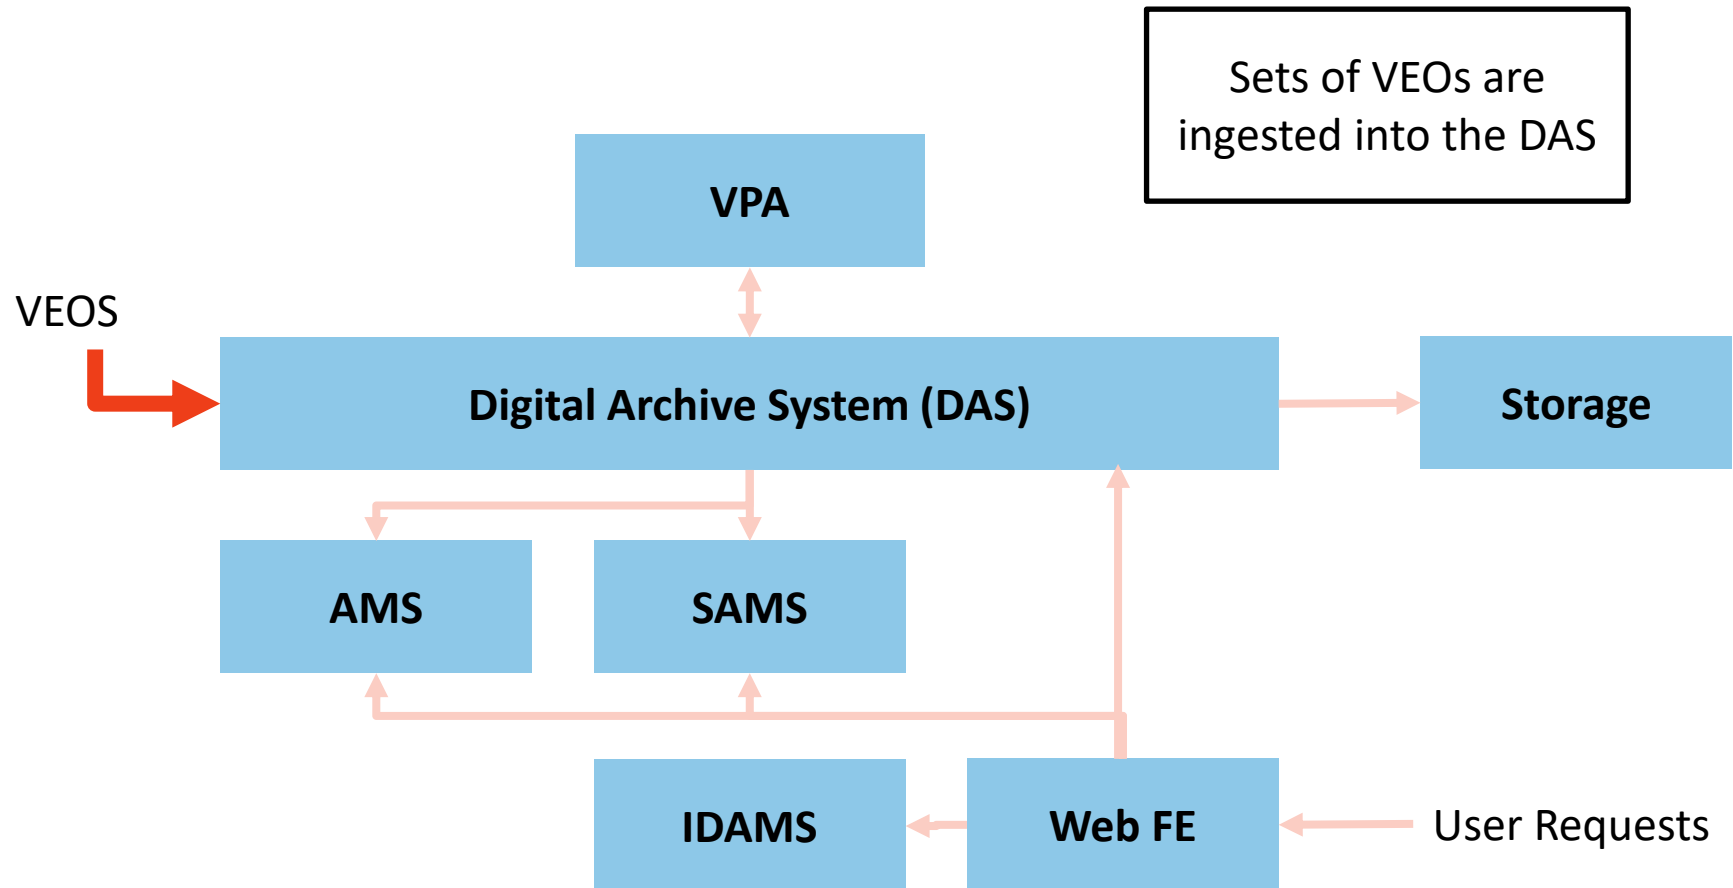 Sets of VEOs are
ingested into the DAS
VPA
VEOS
Digital Archive System (DAS)
Storage
AMS
SAMS
IDAMS
Web FE
User Requests